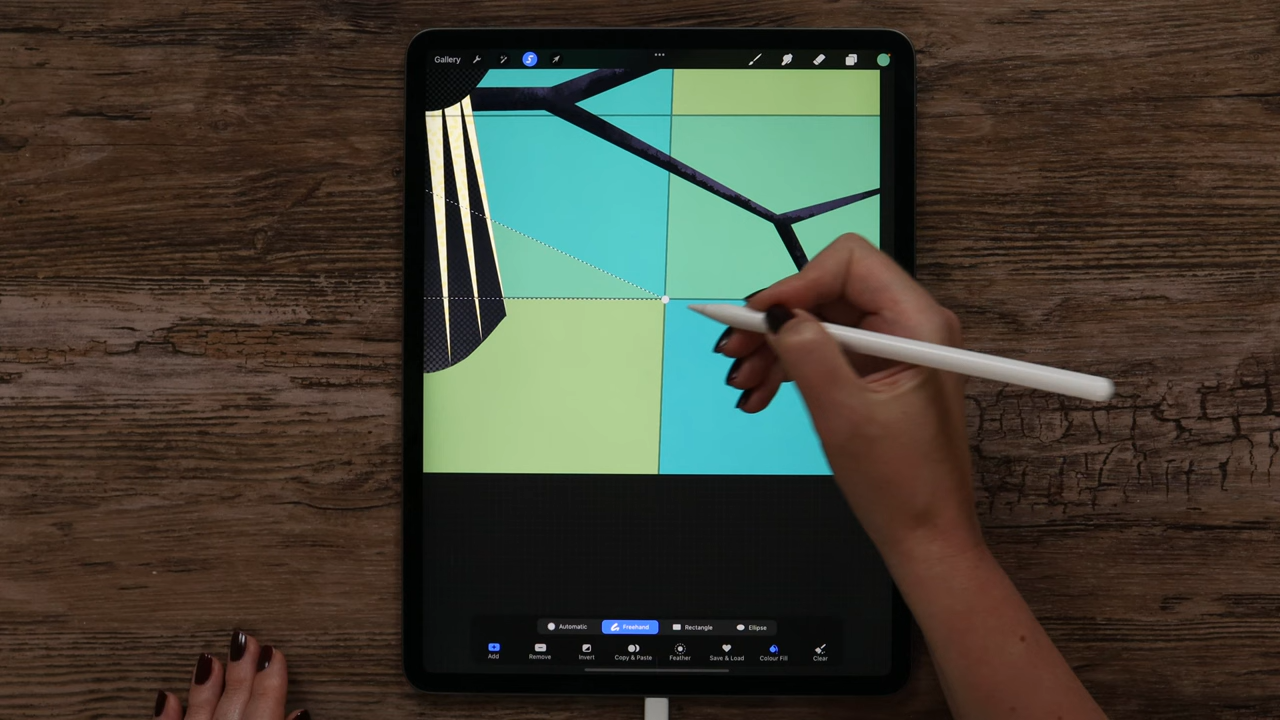 Gallery
Automatic Freehand Rectangle Ellipse
Add Remove Invert Copy & Paste Feather Save & Load Colour Fill Clear